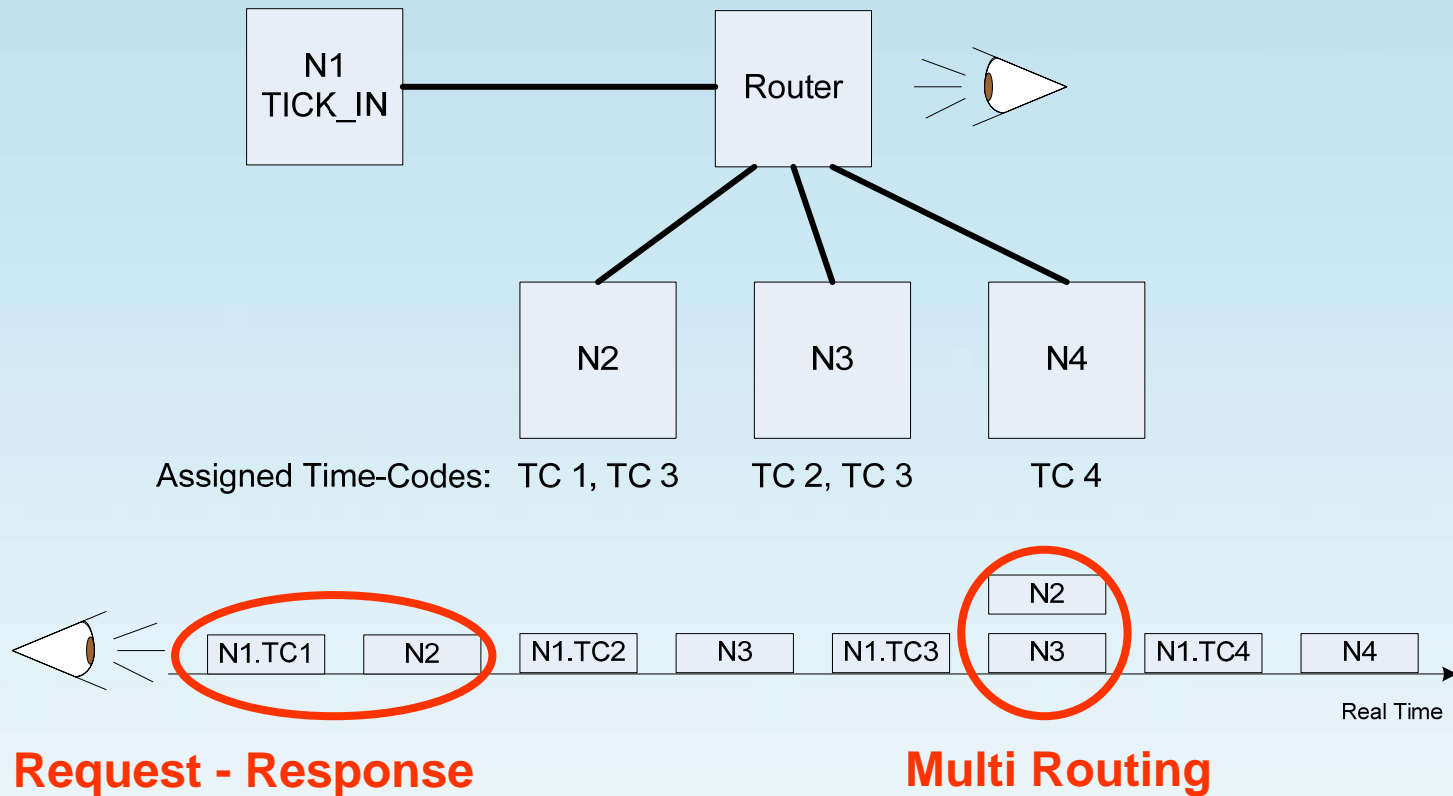 N1
TICK_IN
Router
N2
N3
N4
Assigned Time-Codes: TC 1, TC 3 TC 2, TC 3 TC 4
N2
N1.TC1 N2 N1.TC2 N3 N1.TC3 N3 N1.TC4 N4
Real Time
Request - Response
Multi Routing